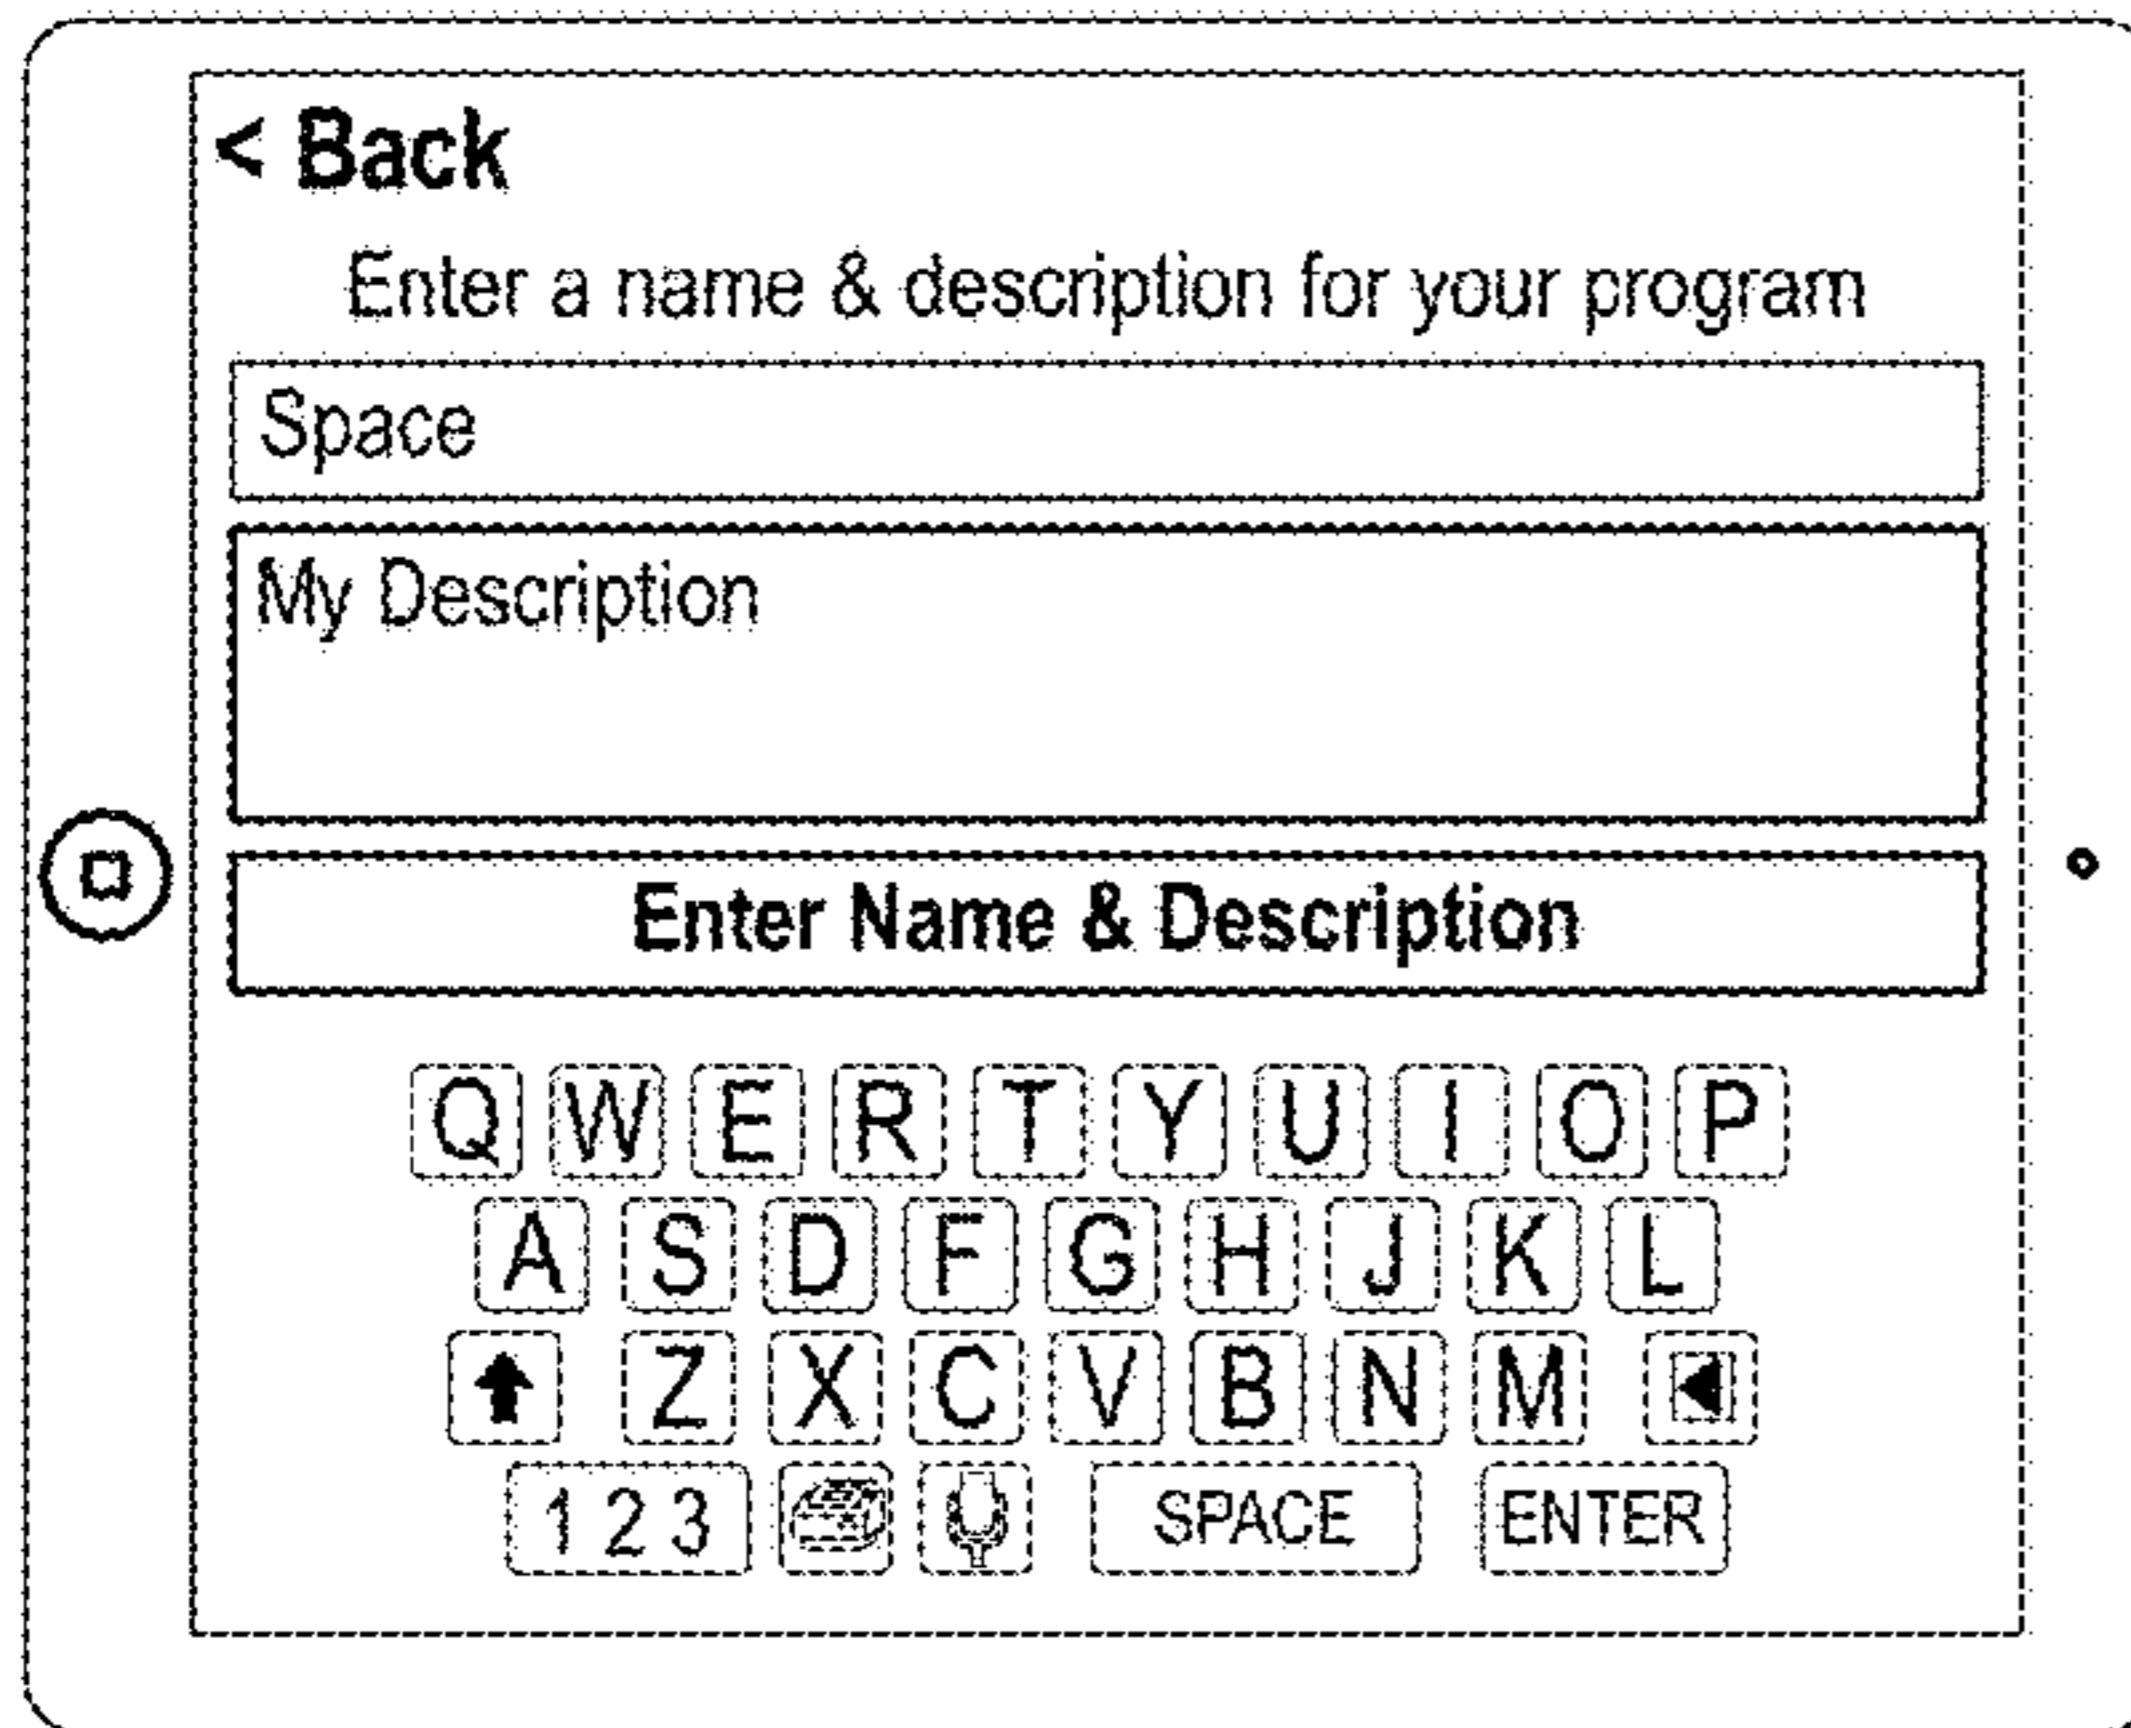 < Back
Enter a name & description for your program
Space
My Description
Enter Name & Description
Q W E R T Y U I O P
A S D F G H J K L
Z X C V B N M
1 2 3 SPACE ENTER